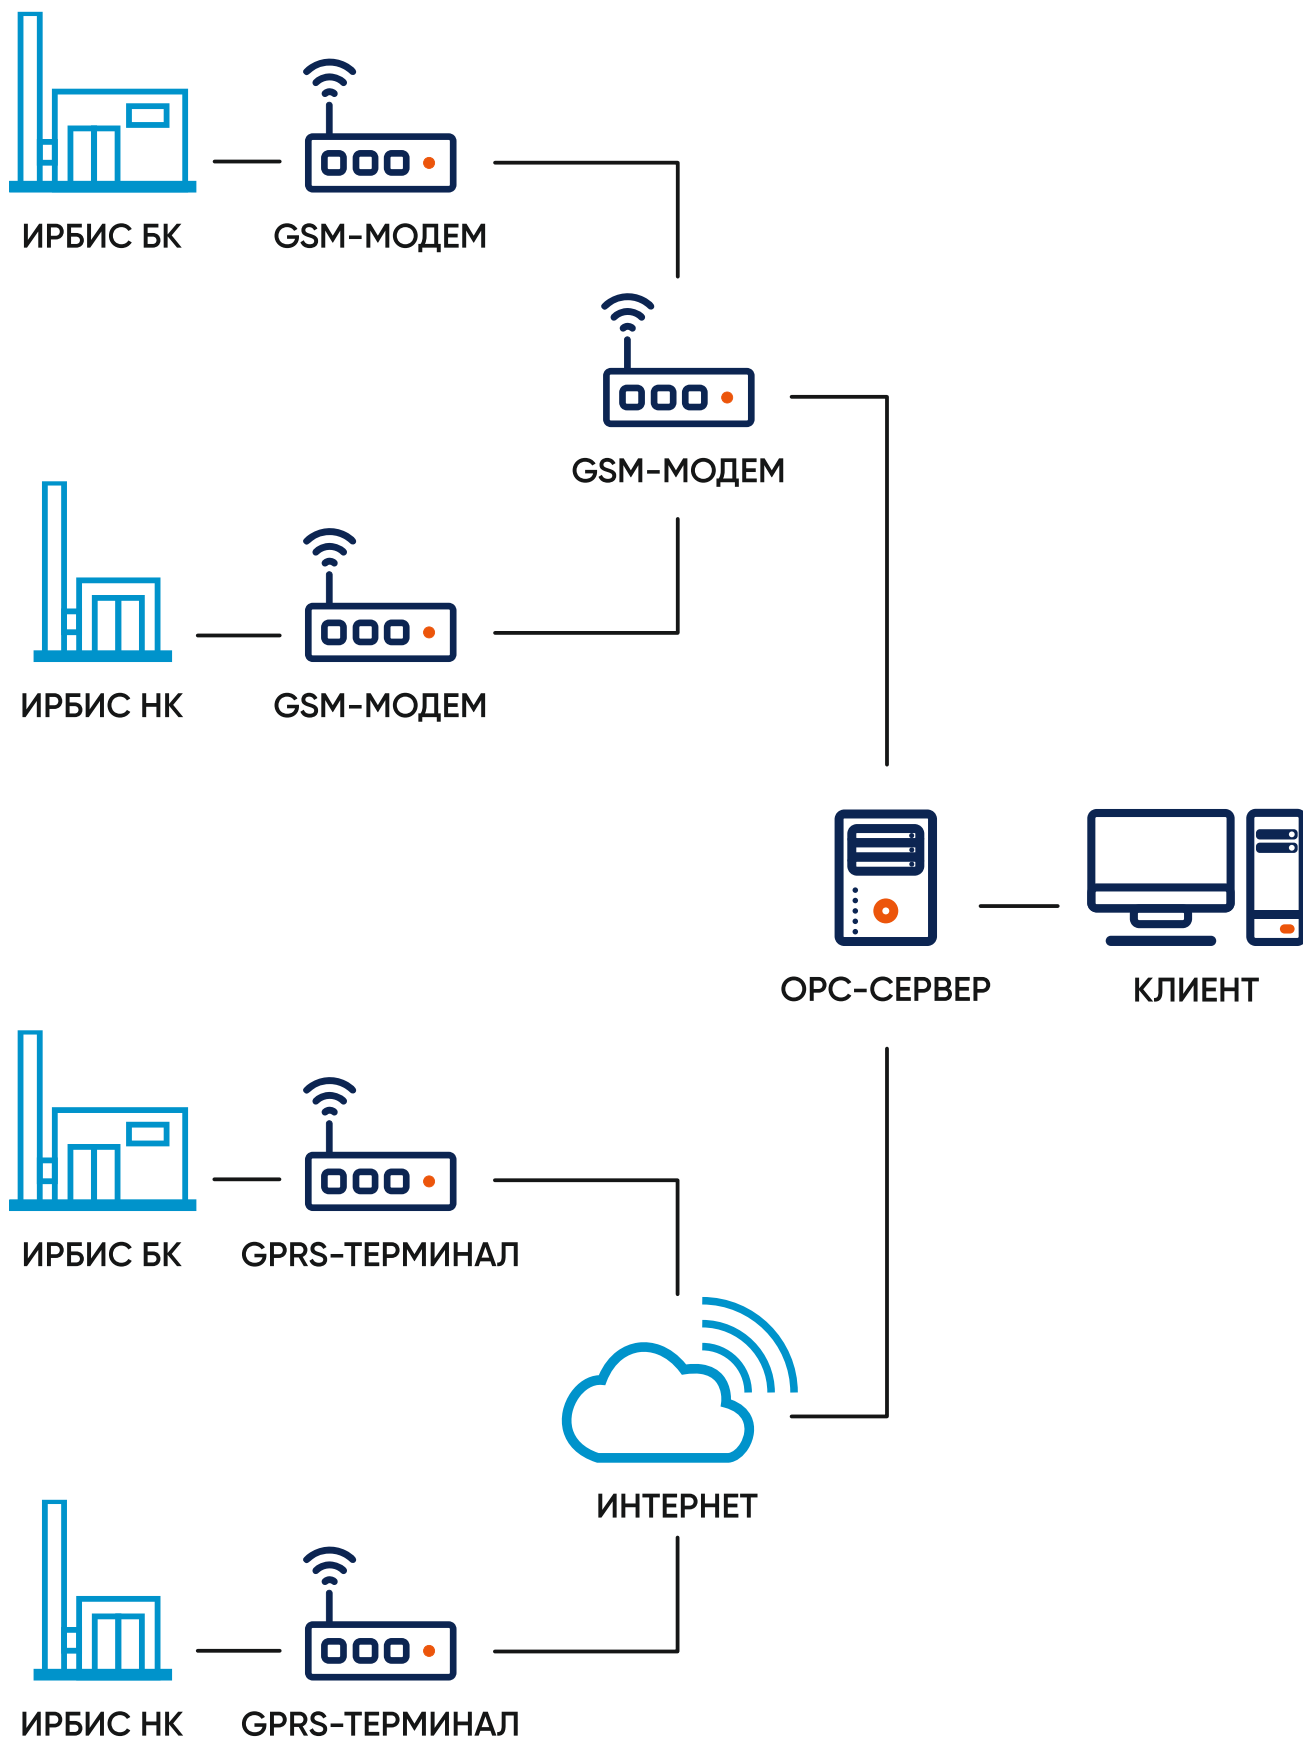 ИРБИС БК
GSM-МОДЕМ
GSM-МОДЕМ
ИРБИС НК
GSM-МОДЕМ
OPC-СЕРВЕР
КЛИЕНТ
ИРБИС БК
GPRS-ТЕРМИНАЛ
ИНТЕРНЕТ
ИРБИС НК
GPRS-ТЕРМИНАЛ